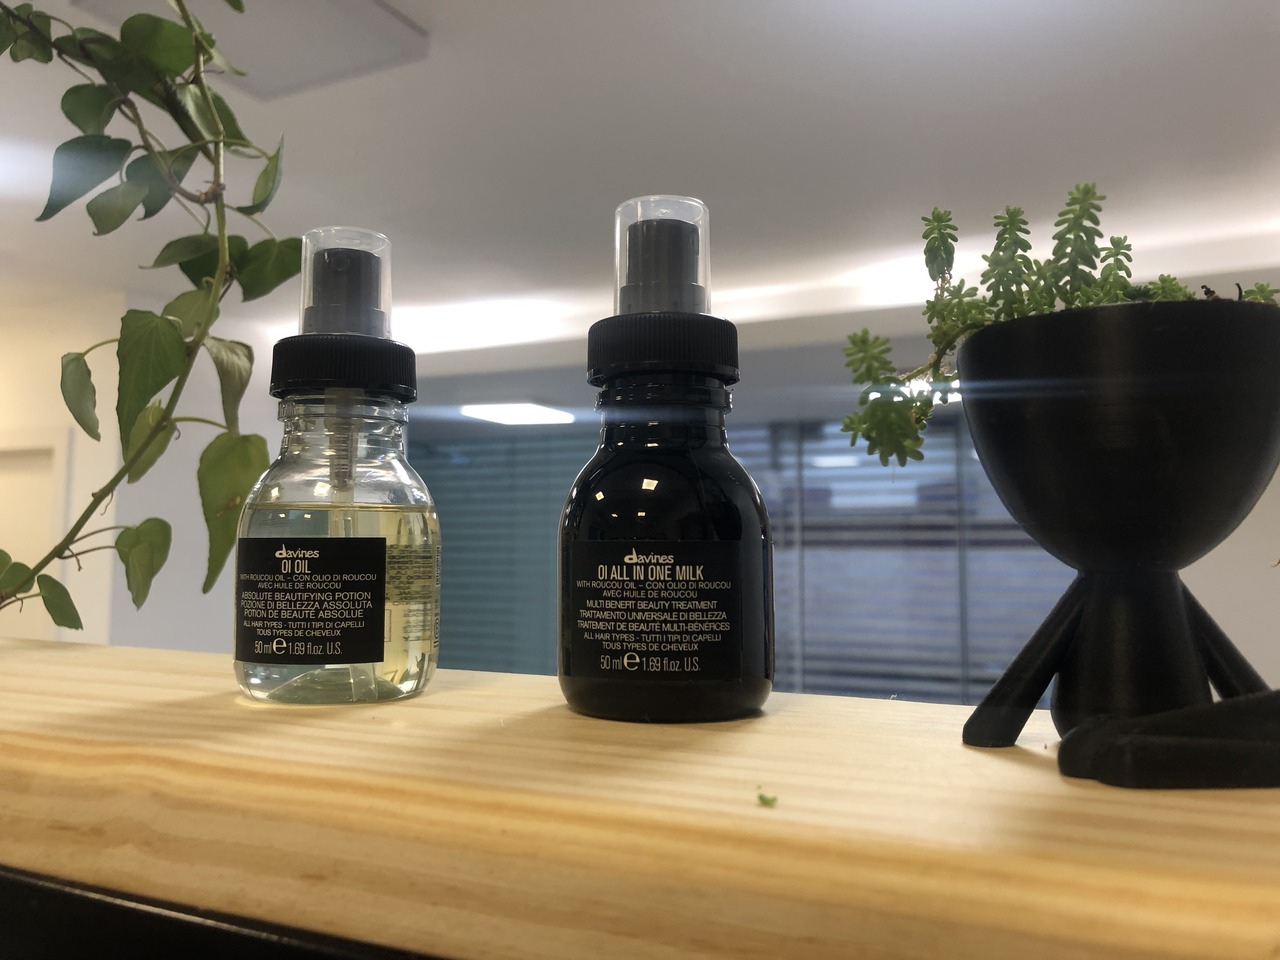 davines
OI OIL
WITH ROUCOU OIL – CON OLIO DI ROUCOU
AVEC HUILE DE ROUCOU
ABSOLUTE BEAUTIFYING POTION
POZIONE DI BELLEZZA ASSOLUTA
POTION DE BEAUTÉ ABSOLUE
ALL HAIR TYPES - TUTTI I TIPI DI CAPELLI
TOUS TYPES DE CHEVEUX
50 ml e 1.69 fl.oz. U.S.
davines
OI ALL IN ONE MILK
WITH ROUCOU OIL – CON OLIO DI ROUCOU
AVEC HUILE DE ROUCOU
MULTI BENEFIT BEAUTY TREATMENT
TRATTAMENTO UNIVERSALE DI BELLEZZA
TRAITEMENT DE BEAUTÉ MULTI-BÉNÉFICES
ALL HAIR TYPES - TUTTI I TIPI DI CAPELLI
TOUS TYPES DE CHEVEUX
50 ml e 1.69 fl.oz. U.S.